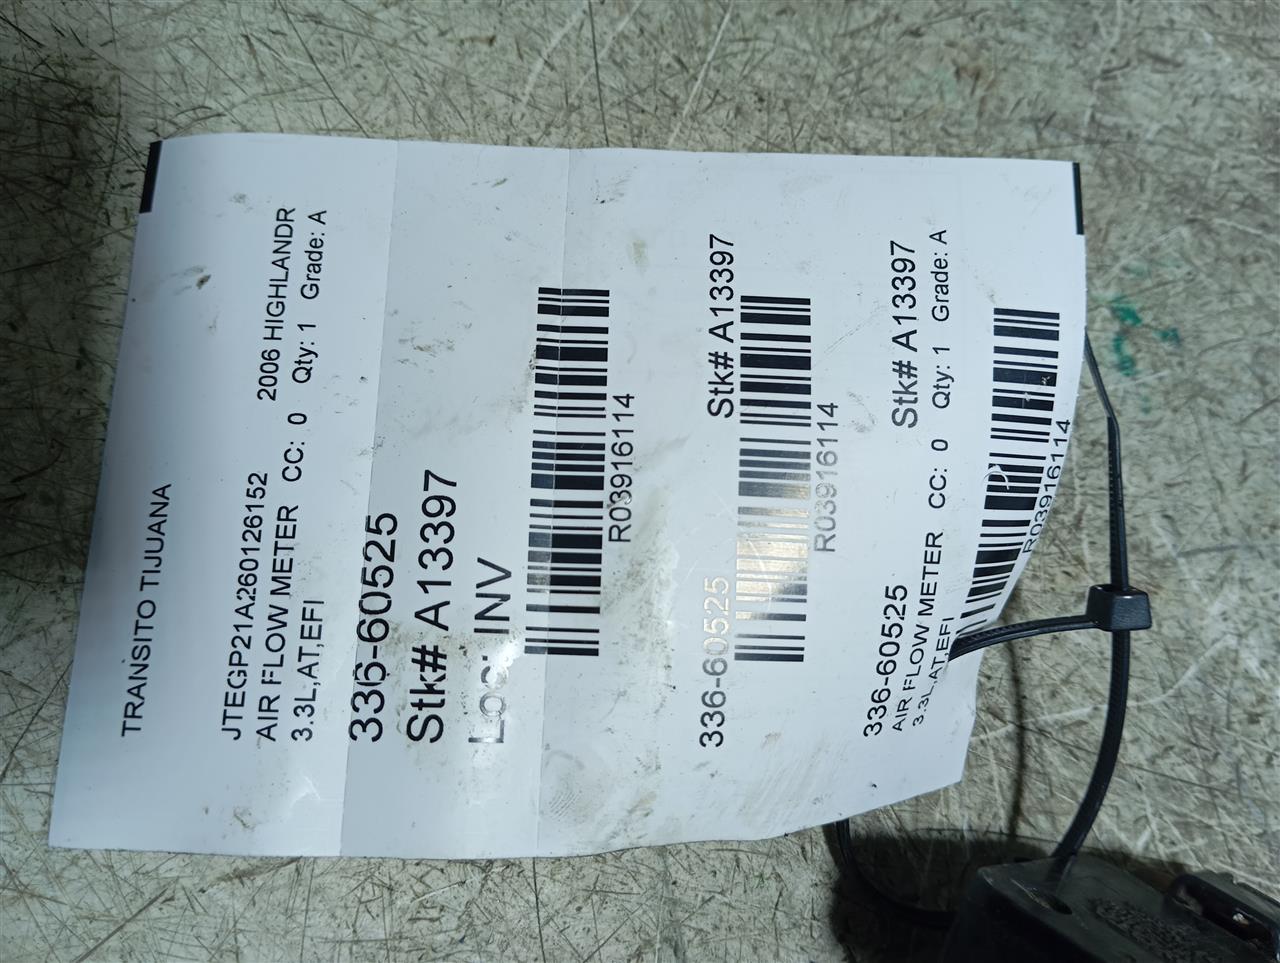 TRANSITO TIJUANA
JTEGP21A260126152 2006 HIGHLANDR
AIR FLOW METER CC: 0 Qty: 1 Grade: A
3.3L,AT,EFI
336-60525
Stk# A13397
Loc: INV
R03916114
336-60525 Stk# A13397
R03916114
336-60525 Stk# A13397
AIR FLOW METER CC: 0 Qty: 1 Grade: A
3.3L,AT,EFI
R03916114